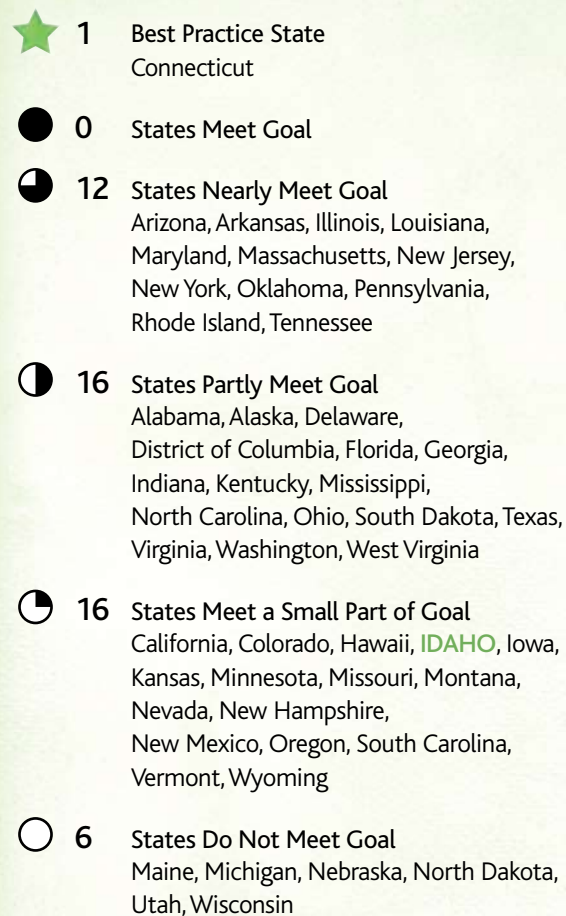 1 Best Practice State
Connecticut
0 States Meet Goal
12 States Nearly Meet Goal
Arizona, Arkansas, Illinois, Louisiana,
Maryland, Massachusetts, New Jersey,
New York, Oklahoma, Pennsylvania,
Rhode Island, Tennessee
16 States Partly Meet Goal
Alabama, Alaska, Delaware,
District of Columbia, Florida, Georgia,
Indiana, Kentucky, Mississippi,
North Carolina, Ohio, South Dakota, Texas,
Virginia, Washington, West Virginia
16 States Meet a Small Part of Goal
California, Colorado, Hawaii, IDAHO, Iowa,
Kansas, Minnesota, Missouri, Montana,
Nevada, New Hampshire,
New Mexico, Oregon, South Carolina,
Vermont, Wyoming
6 States Do Not Meet Goal
Maine, Michigan, Nebraska, North Dakota,
Utah, Wisconsin